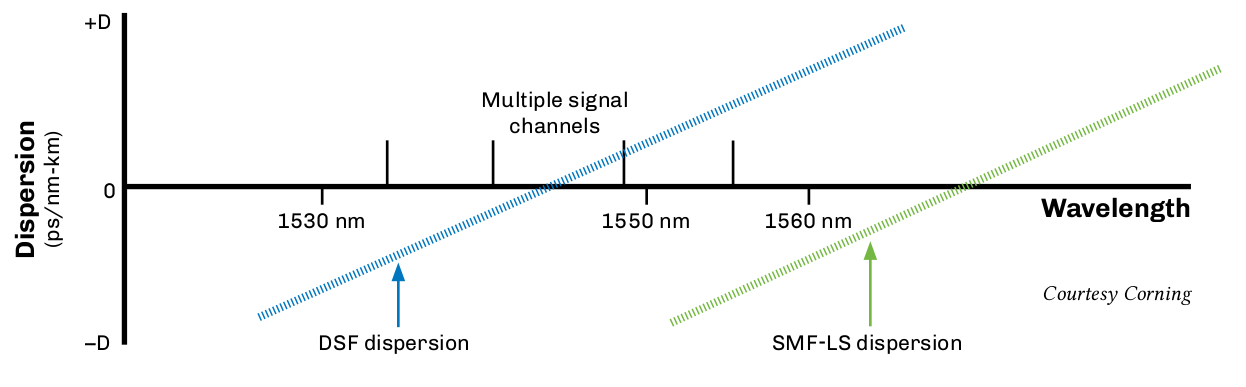 +D
Multiple signal
channels
Dispersion
(ps/nm-km)
0
1530 nm
1550 nm
1560 nm
Wavelength
Courtesy Corning
–D
DSF dispersion
SMF-LS dispersion